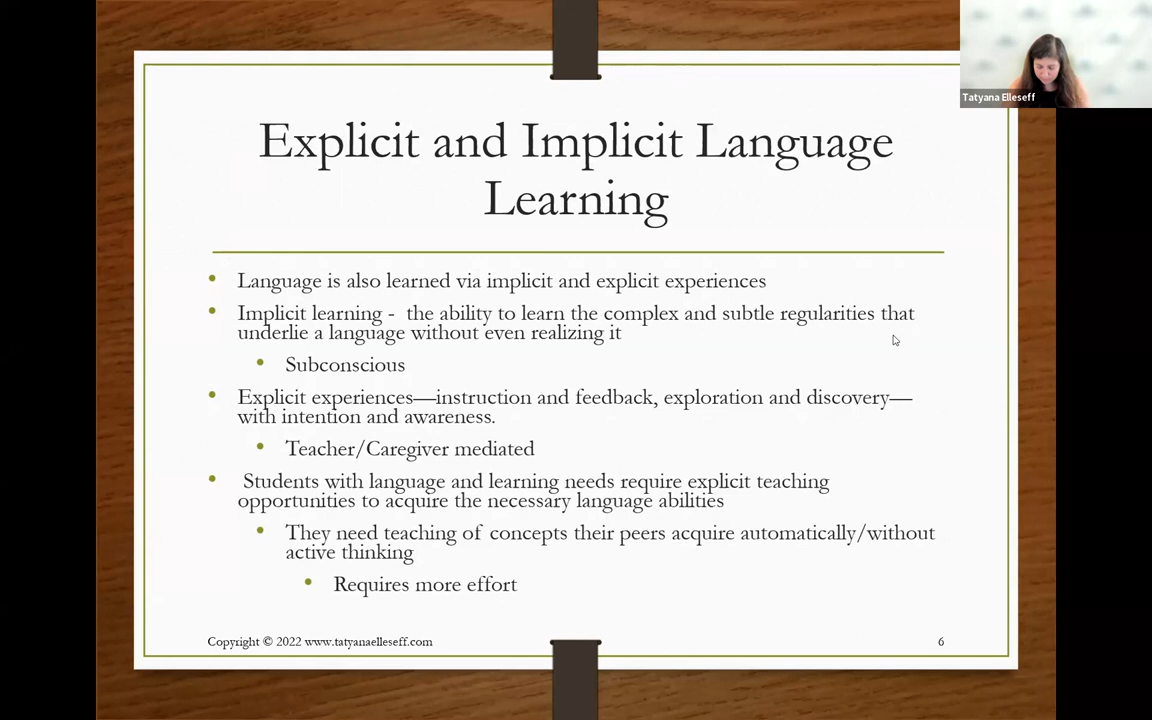 Tatyana Elleseff
Explicit and Implicit Language
Learning
• Language is also learned via implicit and explicit experiences
• Implicit learning - the ability to learn the complex and subtle regularities that
underlie a language without even realizing it
• Subconscious
• Explicit experiences—instruction and feedback, exploration and discovery—
with intention and awareness.
• Teacher/Caregiver mediated
• Students with language and learning needs require explicit teaching
opportunities to acquire the necessary language abilities
• They need teaching of concepts their peers acquire automatically/without
active thinking
• Requires more effort
Copyright © 2022 www.tatyanaelleseff.com
6